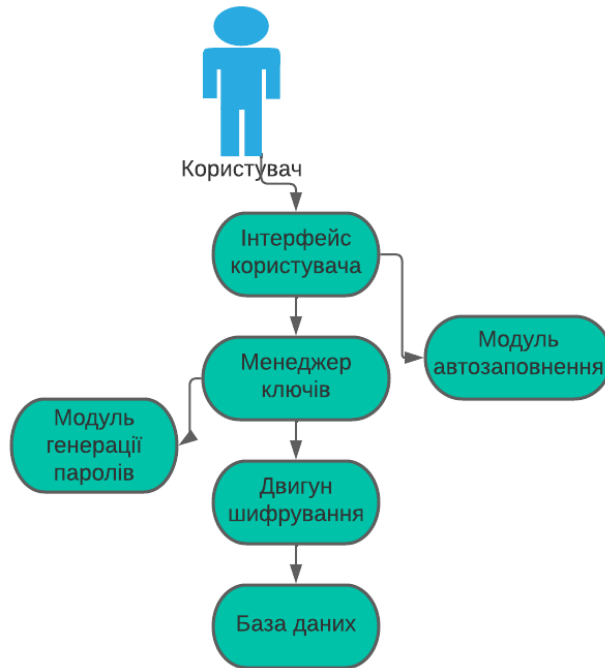 Користувач
Інтерфейс
користувача
Модуль
автозаповнення
Менеджер
ключів
Модуль
генерації
паролів
Двигун
шифрування
База даних